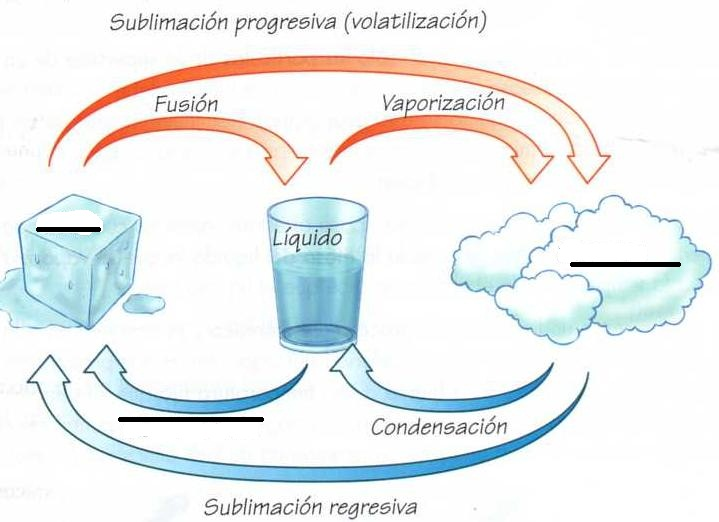 Sublimación progresiva (volatilización)
Fusión
Vaporización
Líquido
Condensación
Sublimación regresiva